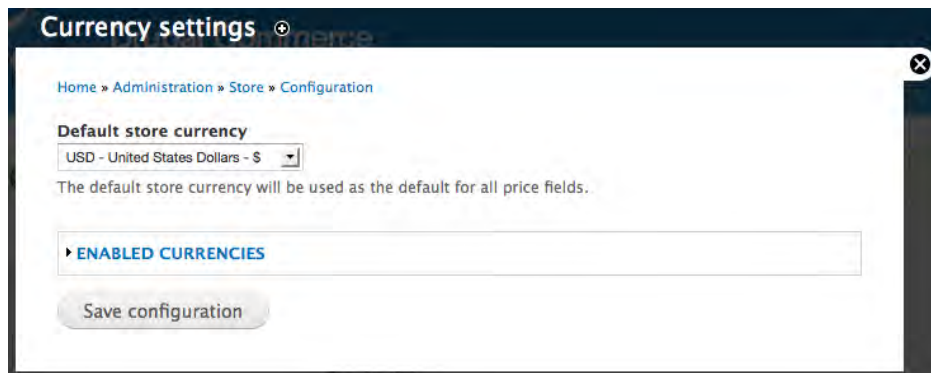 Currency settings
Home » Administration » Store » Configuration
Default store currency
USD - United States Dollars - $
The default store currency will be used as the default for all price fields.
ENABLED CURRENCIES
Save configuration